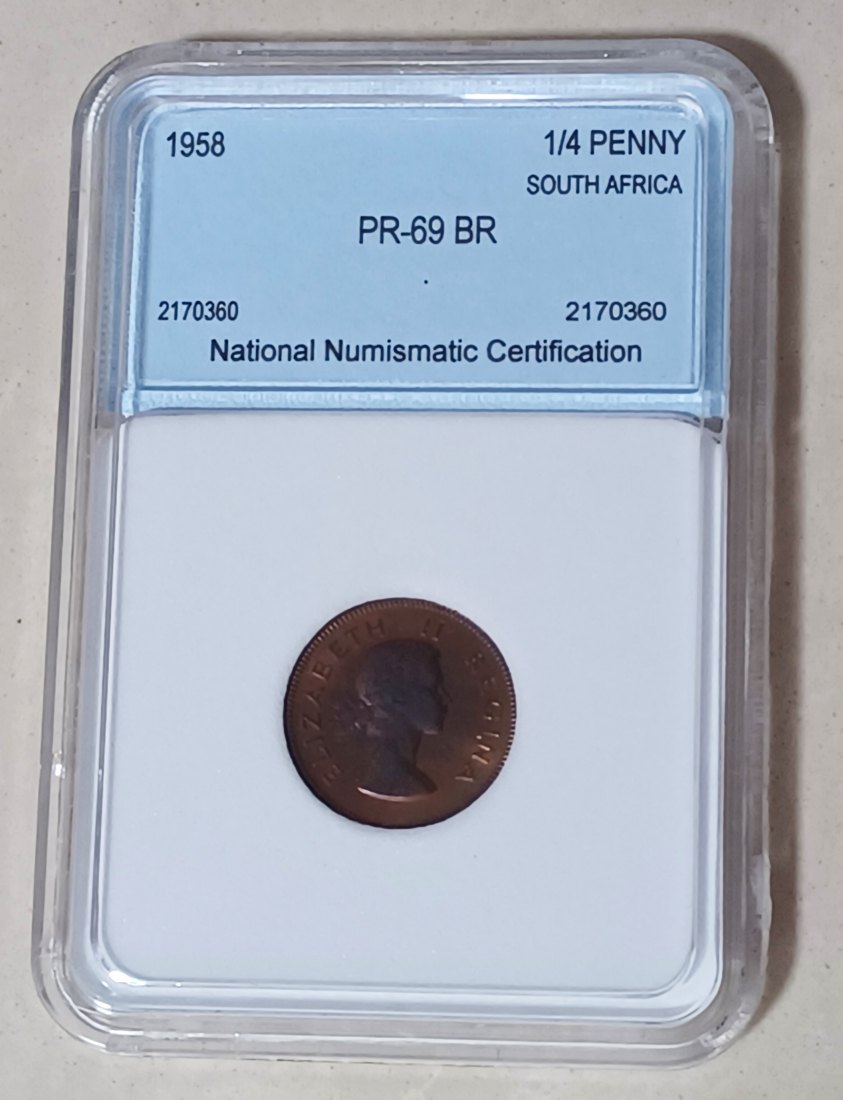 1958 1/4 PENNY
SOUTH AFRICA
PR-69 BR
2170360 2170360
National Numismatic Certification
ELIZABETH II REGINA